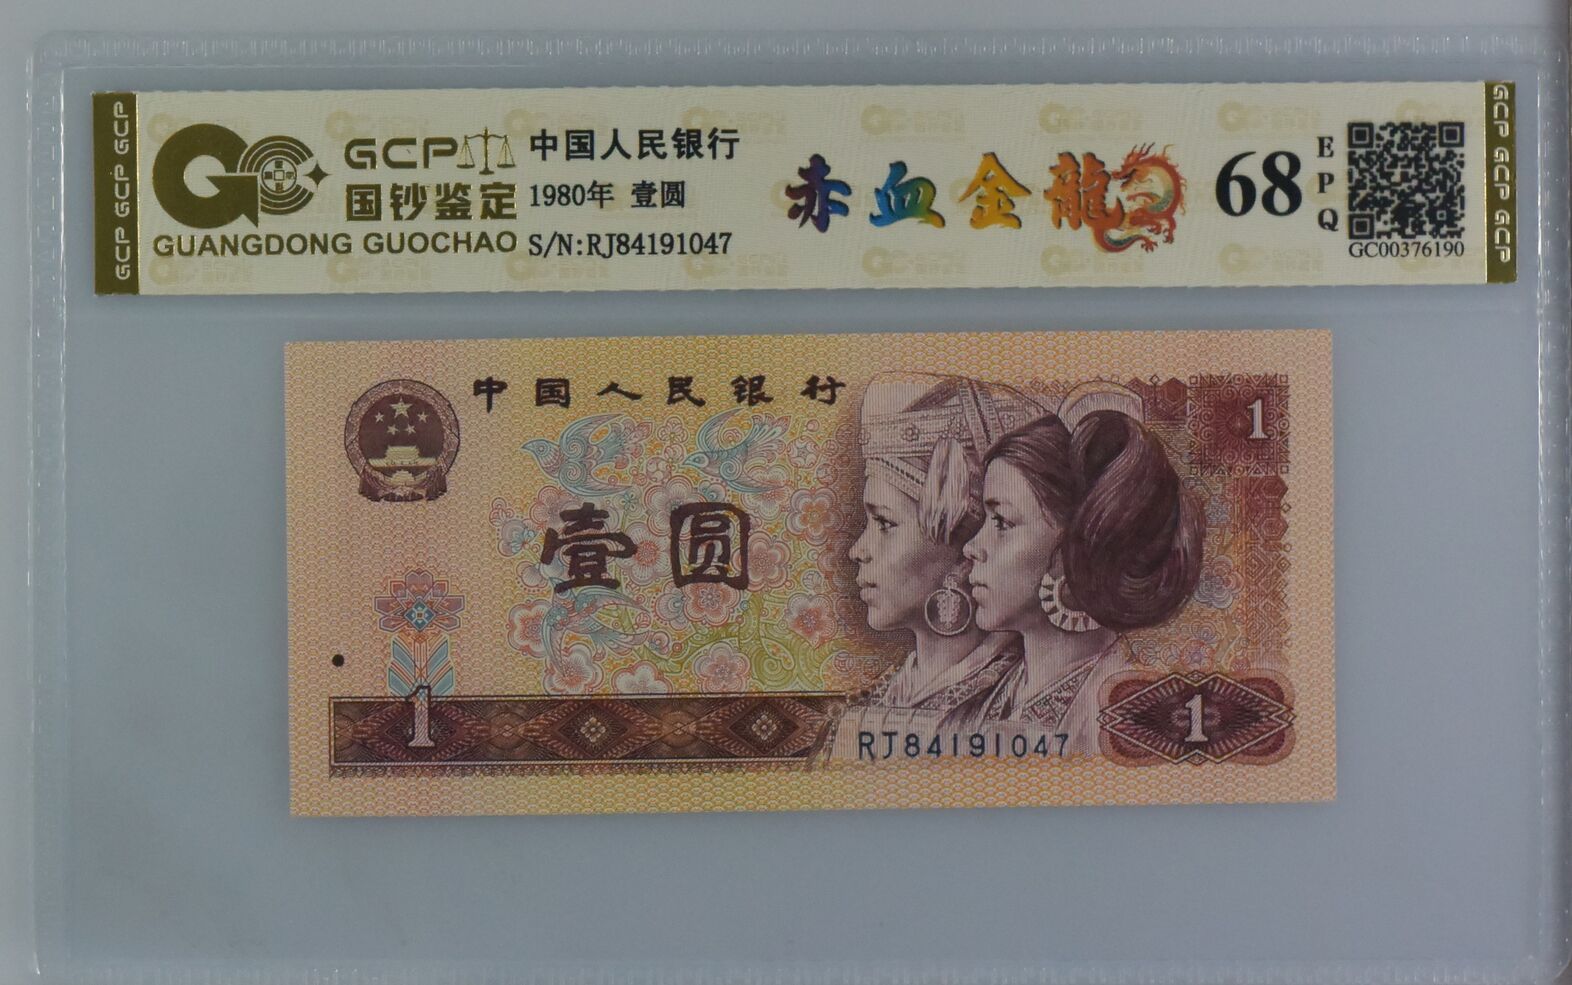 GCP GCP GCP
GCP
国钞鉴定
GUANGDONG GUOCHAO
中国人民银行
1980年 壹圆
S/N:RJ84191047
赤血金龍
68
EPQ
GC00376190
GCP GCP GCP
中国人民银行
1
壹圆
1
RJ84191047
1